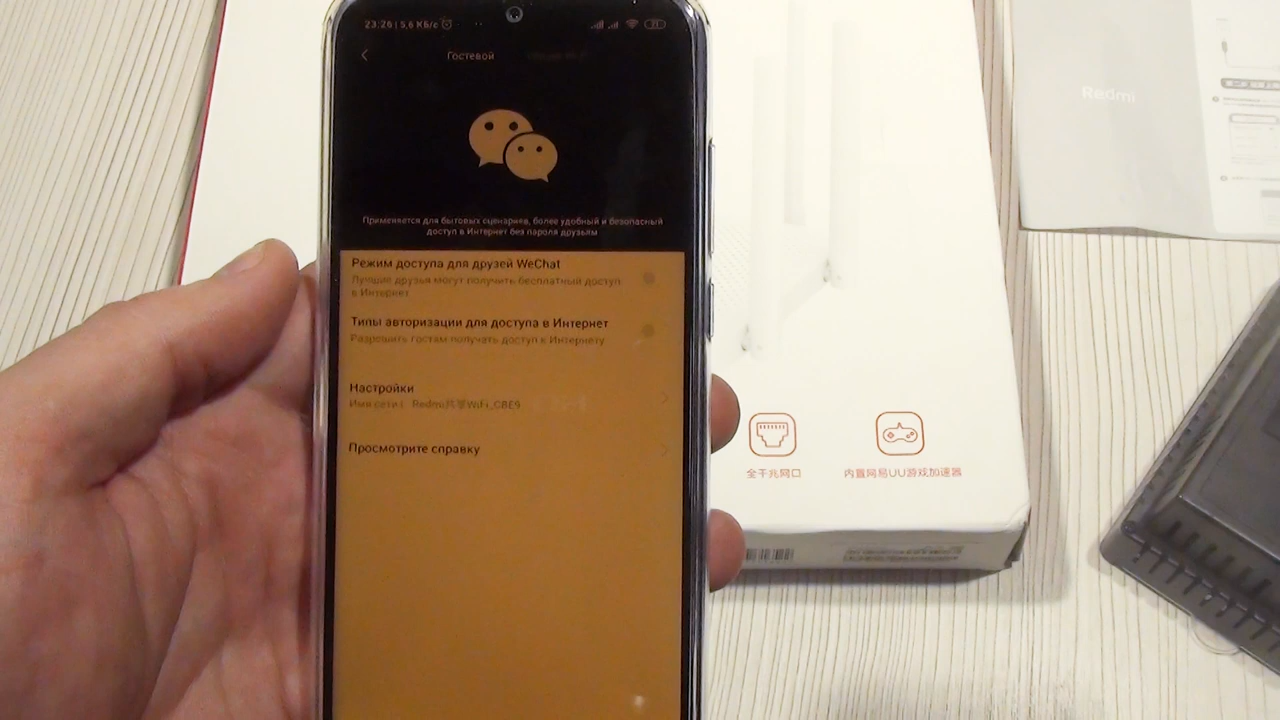 23:26 | 5,6 КБ/с
21
Гостевой
Применяется для бытовых сценариев, более удобный и безопасный
доступ в Интернет без пароля друзьям
Режим доступа для друзей WeChat
Лучшие друзья могут получить бесплатный доступ
в Интернет
Типы авторизации для доступа в Интернет
Разрешить гостям получать доступ к Интернету
Настройки
Имя сети: Redmi共享WiFi_CBE9
Просмотрите справку
Redmi
全千兆网口
内置网易UU游戏加速器